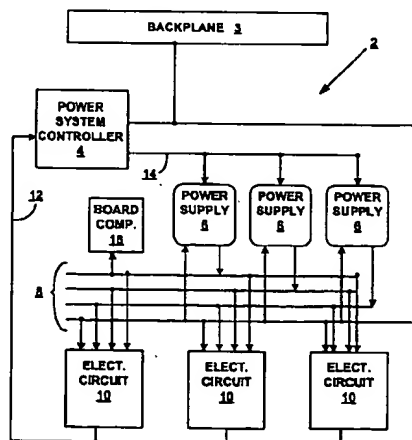 BACKPLANE 3
2
POWER
SYSTEM
CONTROLLER
4
12
14
BOARD
COMP.
16
POWER
SUPPLY
6
POWER
SUPPLY
6
POWER
SUPPLY
6
8
ELECT.
CIRCUIT
10
ELECT.
CIRCUIT
10
ELECT.
CIRCUIT
10